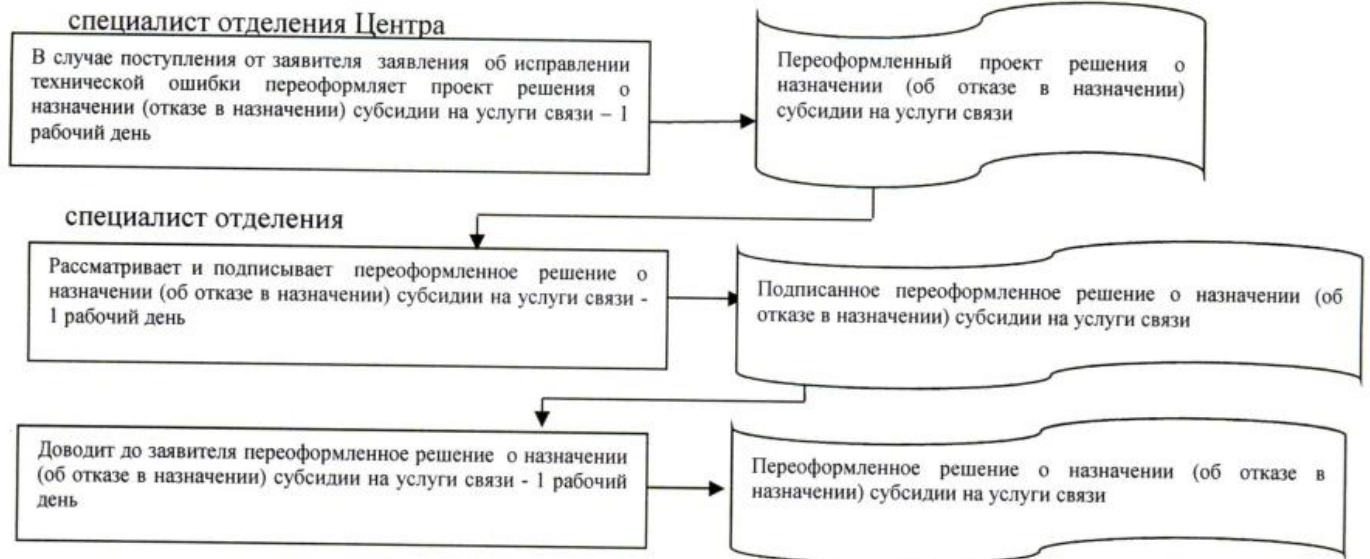 специалист отделения Центра
В случае поступления от заявителя заявления об исправлении
технической ошибки переоформляет проект решения о
назначении (отказе в назначении) субсидии на услуги связи – 1
рабочий день
Переоформленный проект решения о
назначении (об отказе в назначении)
субсидии на услуги связи
специалист отделения
Рассматривает и подписывает переоформленное решение о
назначении (об отказе в назначении) субсидии на услуги связи -
1 рабочий день
Подписанное переоформленное решение о назначении (об
отказе в назначении) субсидии на услуги связи
Доводит до заявителя переоформленное решение о назначении
(об отказе в назначении) субсидии на услуги связи - 1 рабочий
день
Переоформленное решение о назначении (об отказе в
назначении) субсидии на услуги связи